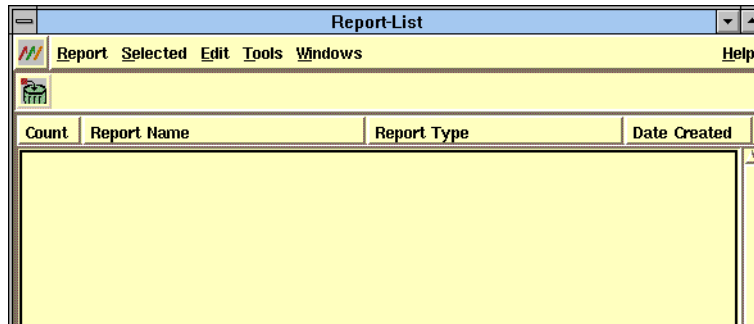 Report-List
Report Selected Edit Tools Windows Help
Count Report Name Report Type Date Created